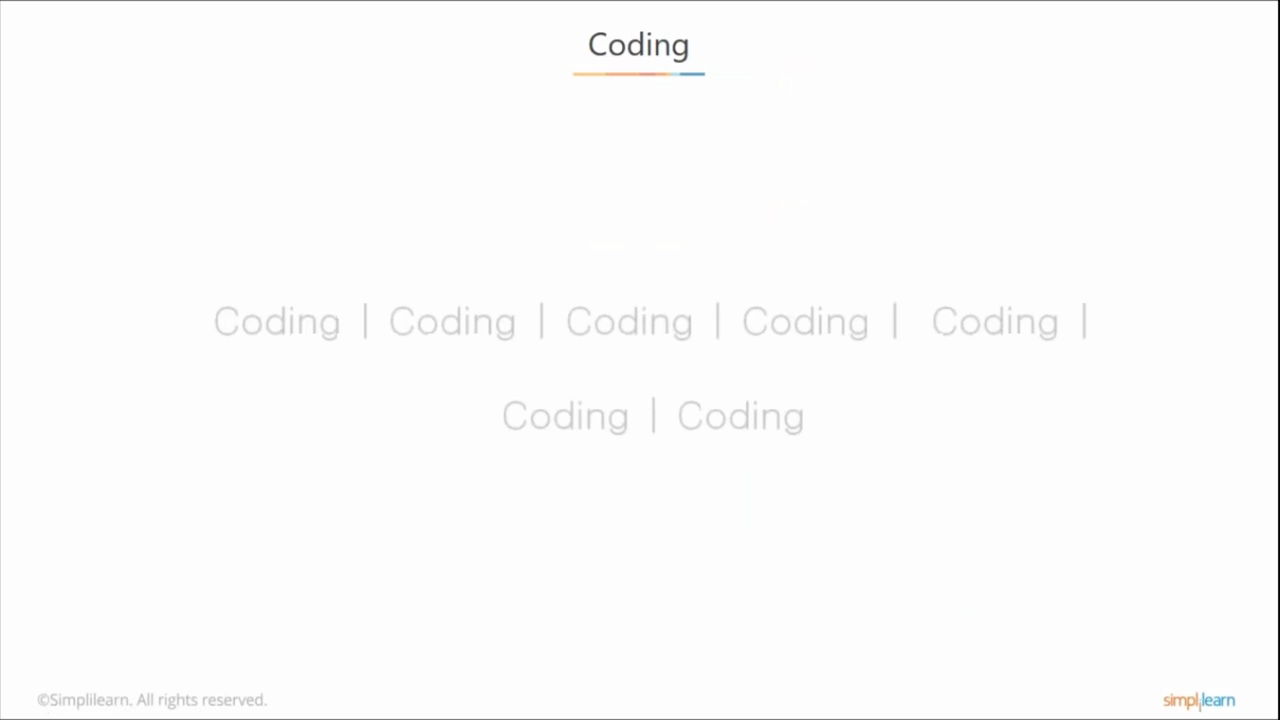 Coding
Coding | Coding | Coding | Coding | Coding |
Coding | Coding
©Simplilearn. All rights reserved.
simplilearn